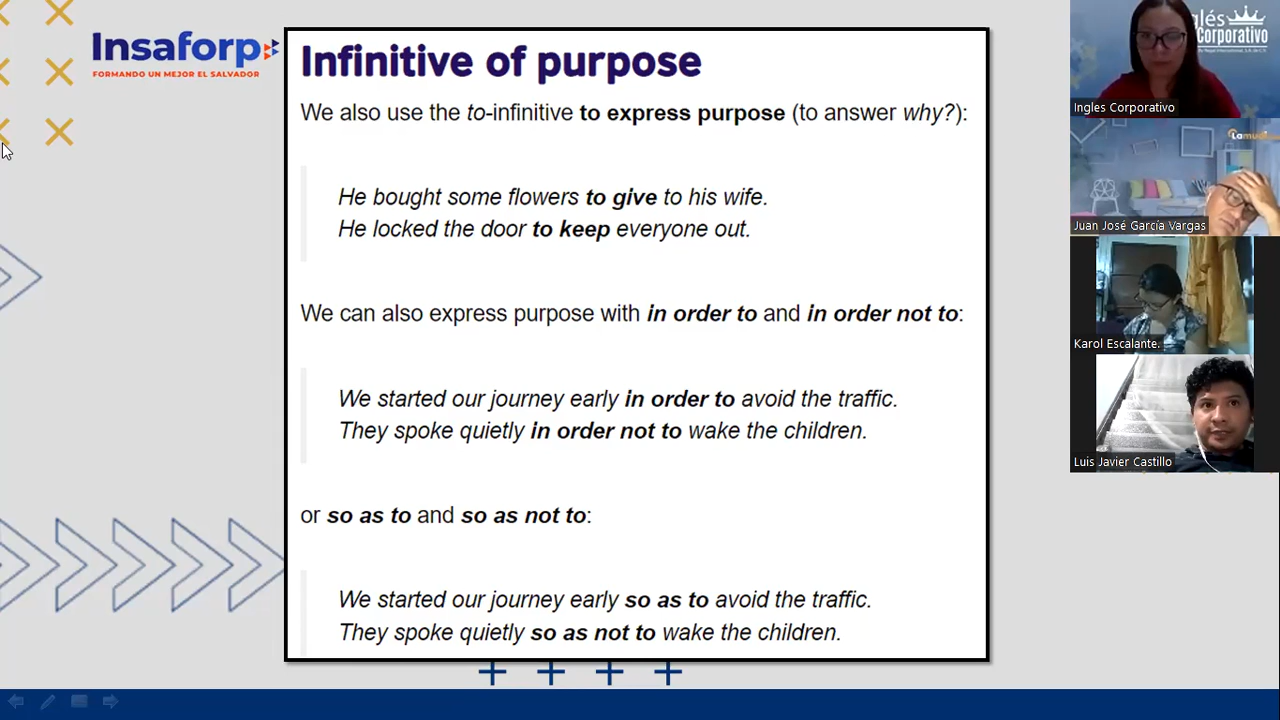 Insaforp
FORMANDO UN MEJOR EL SALVADOR
Infinitive of purpose
We also use the to-infinitive to express purpose (to answer why?):
He bought some flowers to give to his wife.
He locked the door to keep everyone out.
We can also express purpose with in order to and in order not to:
We started our journey early in order to avoid the traffic.
They spoke quietly in order not to wake the children.
or so as to and so as not to:
We started our journey early so as to avoid the traffic.
They spoke quietly so as not to wake the children.
Corporativo
Ingles Corporativo
Juan José García Vargas
Karol Escalante.
Luis Javier Castillo